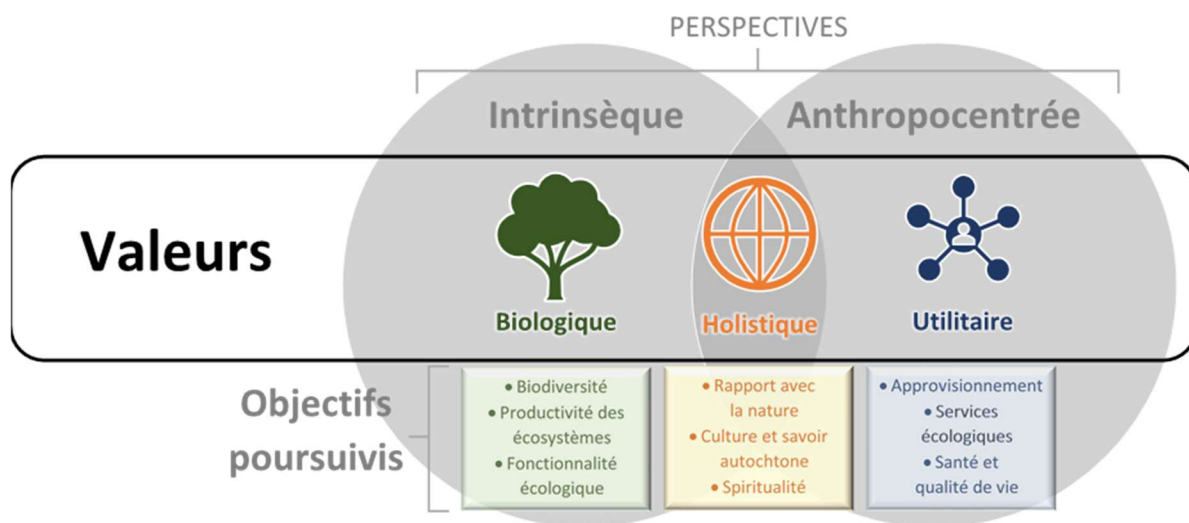 PERSPECTIVES
Intrinsèque
Anthropocentrée
Valeurs
Biologique
Holistique
Utilitaire
Objectifs
poursuivis
• Biodiversité
• Productivité des
écosystèmes
• Fonctionnalité
écologique
• Rapport avec
la nature
• Culture et savoir
autochtone
• Spiritualité
• Approvisionnement
• Services
écologiques
• Santé et
qualité de vie